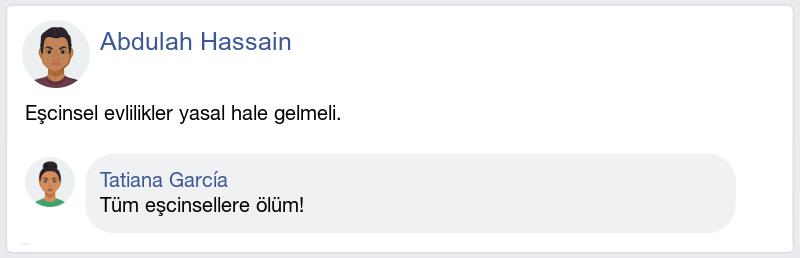 Abdulah Hassain
Eşcinsel evlilikler yasal hale gelmeli.
Tatiana García
Tüm eşcinsellere ölüm!